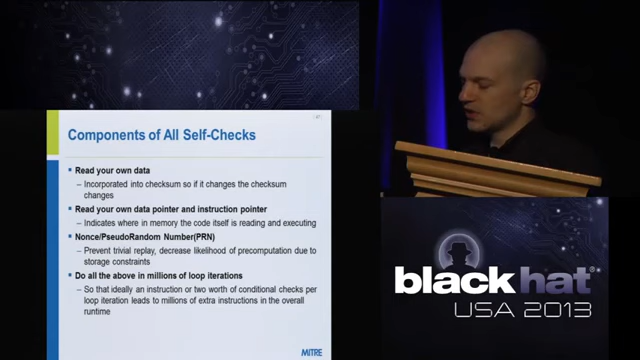 Components of All Self-Checks
▪ Read your own data
– Incorporated into checksum so if it changes the checksum
changes
▪ Read your own data pointer and instruction pointer
– Indicates where in memory the code itself is reading and executing
▪ Nonce/PseudoRandom Number(PRN)
– Prevent trivial replay, decrease likelihood of precomputation due to
storage constraints
▪ Do all the above in millions of loop iterations
– So that ideally an instruction or two worth of conditional checks per
loop iteration leads to millions of extra instructions in the overall
runtime
MITRE
black hat®
USA 2013